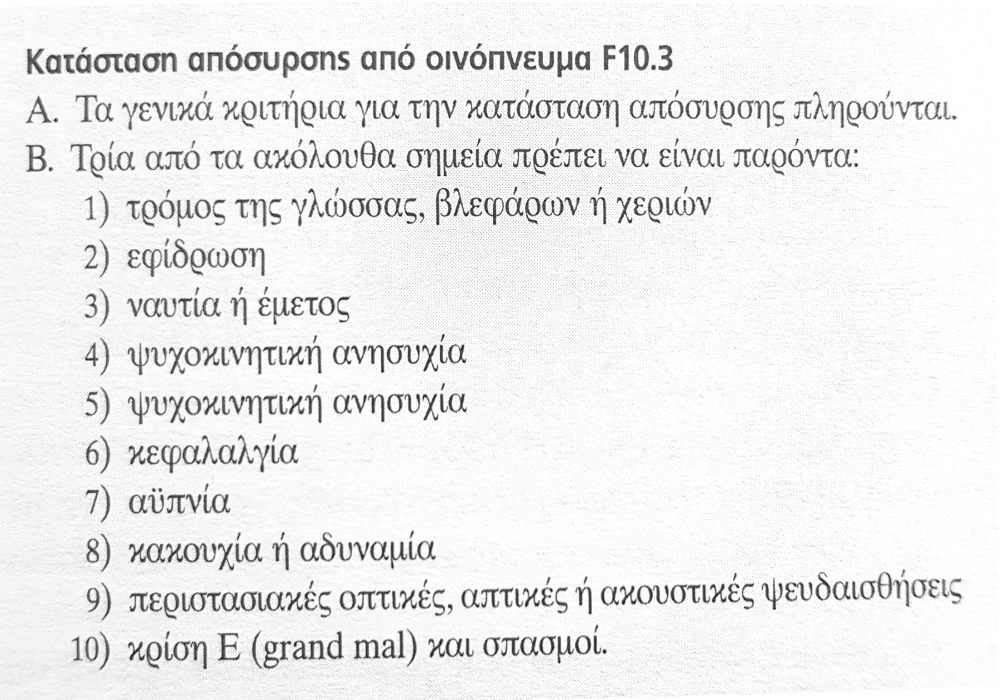 Κατάσταση απόσυρσης από οινόπνευμα F10.3
Α. Τα γενικά κριτήρια για την κατάσταση απόσυρσης πληρούνται.
Β. Τρία από τα ακόλουθα σημεία πρέπει να είναι παρόντα:
1) τρόμος της γλώσσας, βλεφάρων ή χεριών
2) εφίδρωση
3) ναυτία ή έμετος
4) ψυχοκινητική ανησυχία
5) ψυχοκινητική ανησυχία
6) κεφαλαλγία
7) αϋπνία
8) κακουχία ή αδυναμία
9) περιστασιακές οπτικές, απτικές ή ακουστικές ψευδαισθήσεις
10) κρίση Ε (grand mal) και σπασμοί.